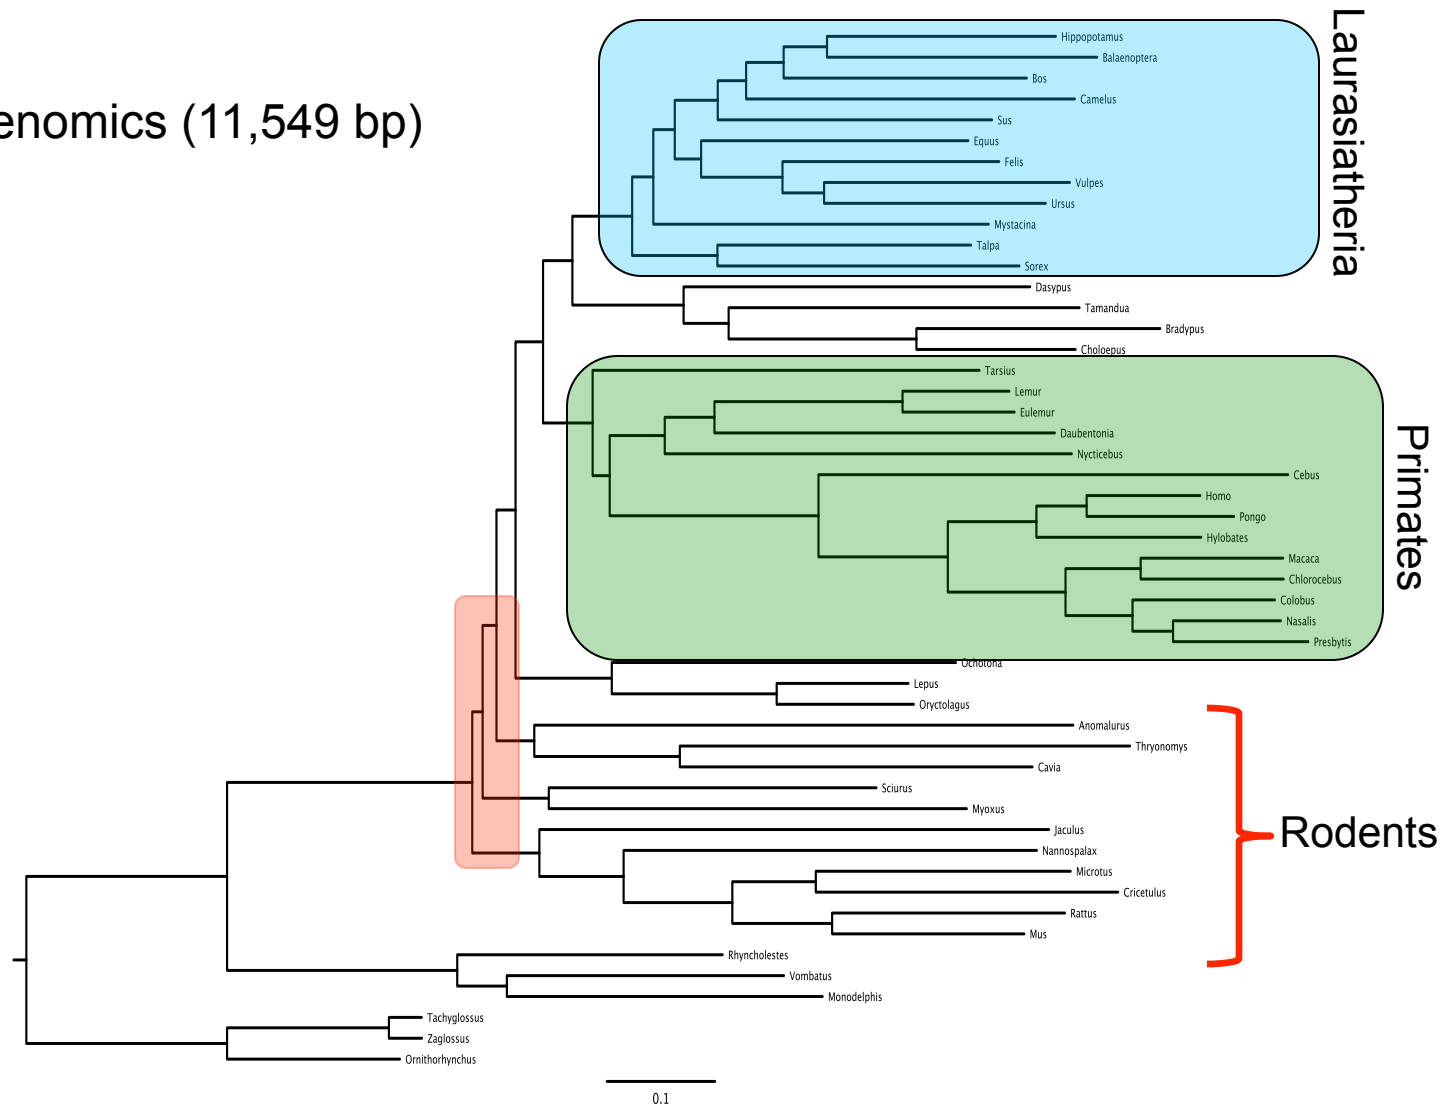 enomics (11,549 bp)
Laurasiatheria
Hippopotamus
Balaenoptera
Bos
Camelus
Sus
Equus
Felis
Vulpes
Ursus
Mystacina
Talpa
Sorex
Dasypus
Tamandua
Bradypus
Choloepus
Primates
Tarsius
Lemur
Eulemur
Daubentonia
Nycticebus
Cebus
Homo
Pongo
Hylobates
Macaca
Chlorocebus
Colobus
Nasalis
Presbytis
Ochotona
Lepus
Oryctolagus
Anomalurus
Thryonomys
Cavia
Sciurus
Myoxus
Jaculus
Rodents
Nannospalax
Microtus
Cricetulus
Rattus
Mus
Rhyncholestes
Vombatus
Monodelphis
Tachyglossus
Zaglossus
Ornithorhynchus
0.1